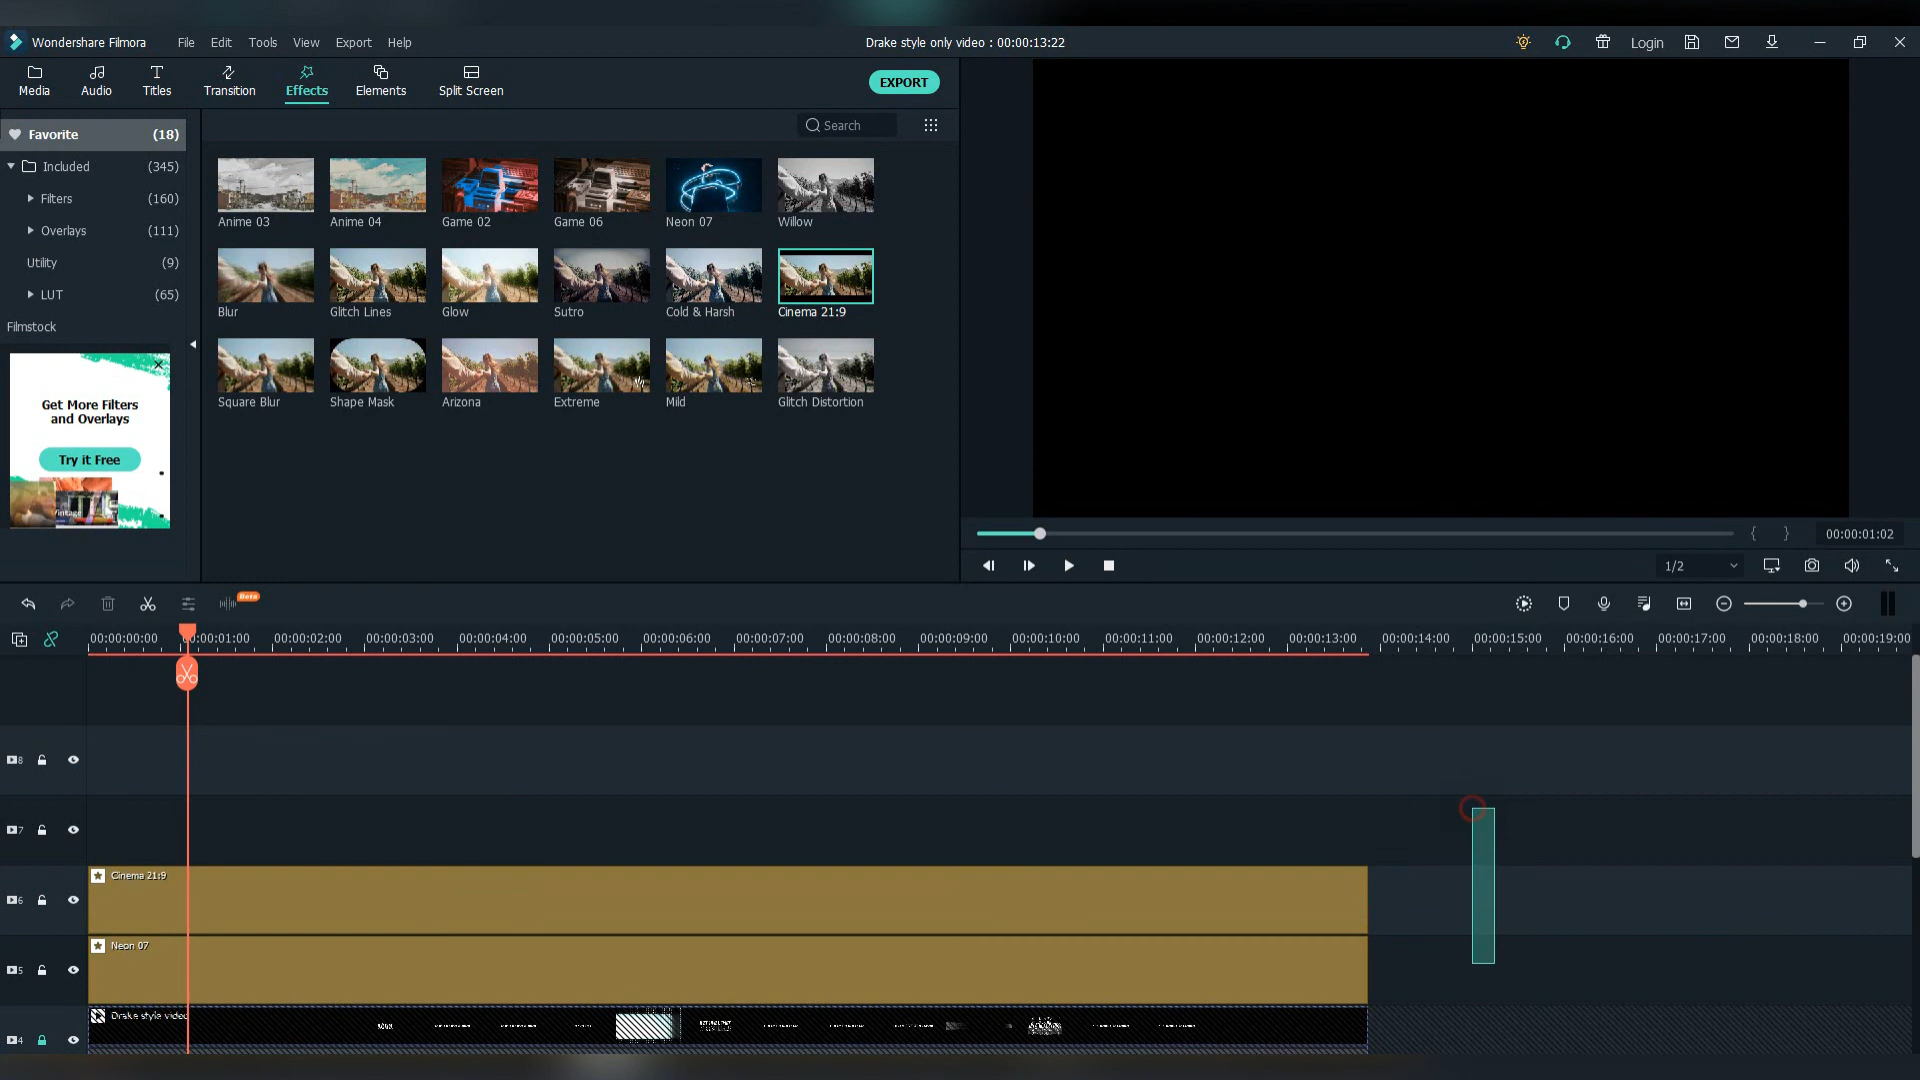 Wondershare Filmora File Edit Tools View Export Help Drake style only video : 00:00:13:22 Login
Media Audio Titles Transition Effects Elements Split Screen EXPORT
Favorite (18) Search
Included (345)
Filters (160)
Overlays (111)
Utility (9)
LUT (65)
Filmstock
Get More Filters
and Overlays
Try it Free
Anime 03 Anime 04 Game 02 Game 06 Neon 07 Willow
Blur Glitch Lines Glow Sutro Cold & Harsh Cinema 21:9
Square Blur Shape Mask Arizona Extreme Mild Glitch Distortion
00:00:01:02
1/2
Beta
00:00:00:00 00:00:01:00 00:00:02:00 00:00:03:00 00:00:04:00 00:00:05:00 00:00:06:00 00:00:07:00 00:00:08:00 00:00:09:00 00:00:10:00 00:00:11:00 00:00:12:00 00:00:13:00 00:00:14:00 00:00:15:00 00:00:16:00 00:00:17:00 00:00:18:00 00:00:19:00
8
7
Cinema 21:9
6
Neon 07
5
Drake style video
4